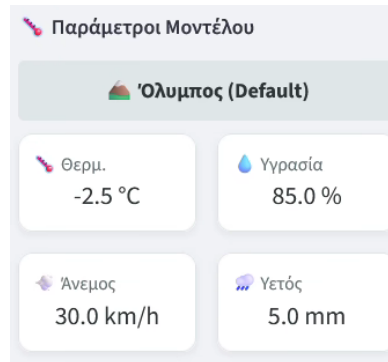 Παράμετροι Μοντέλου
Όλυμπος (Default)
Θερμ.
-2.5 °C
Υγρασία
85.0 %
Άνεμος
30.0 km/h
Υετός
5.0 mm